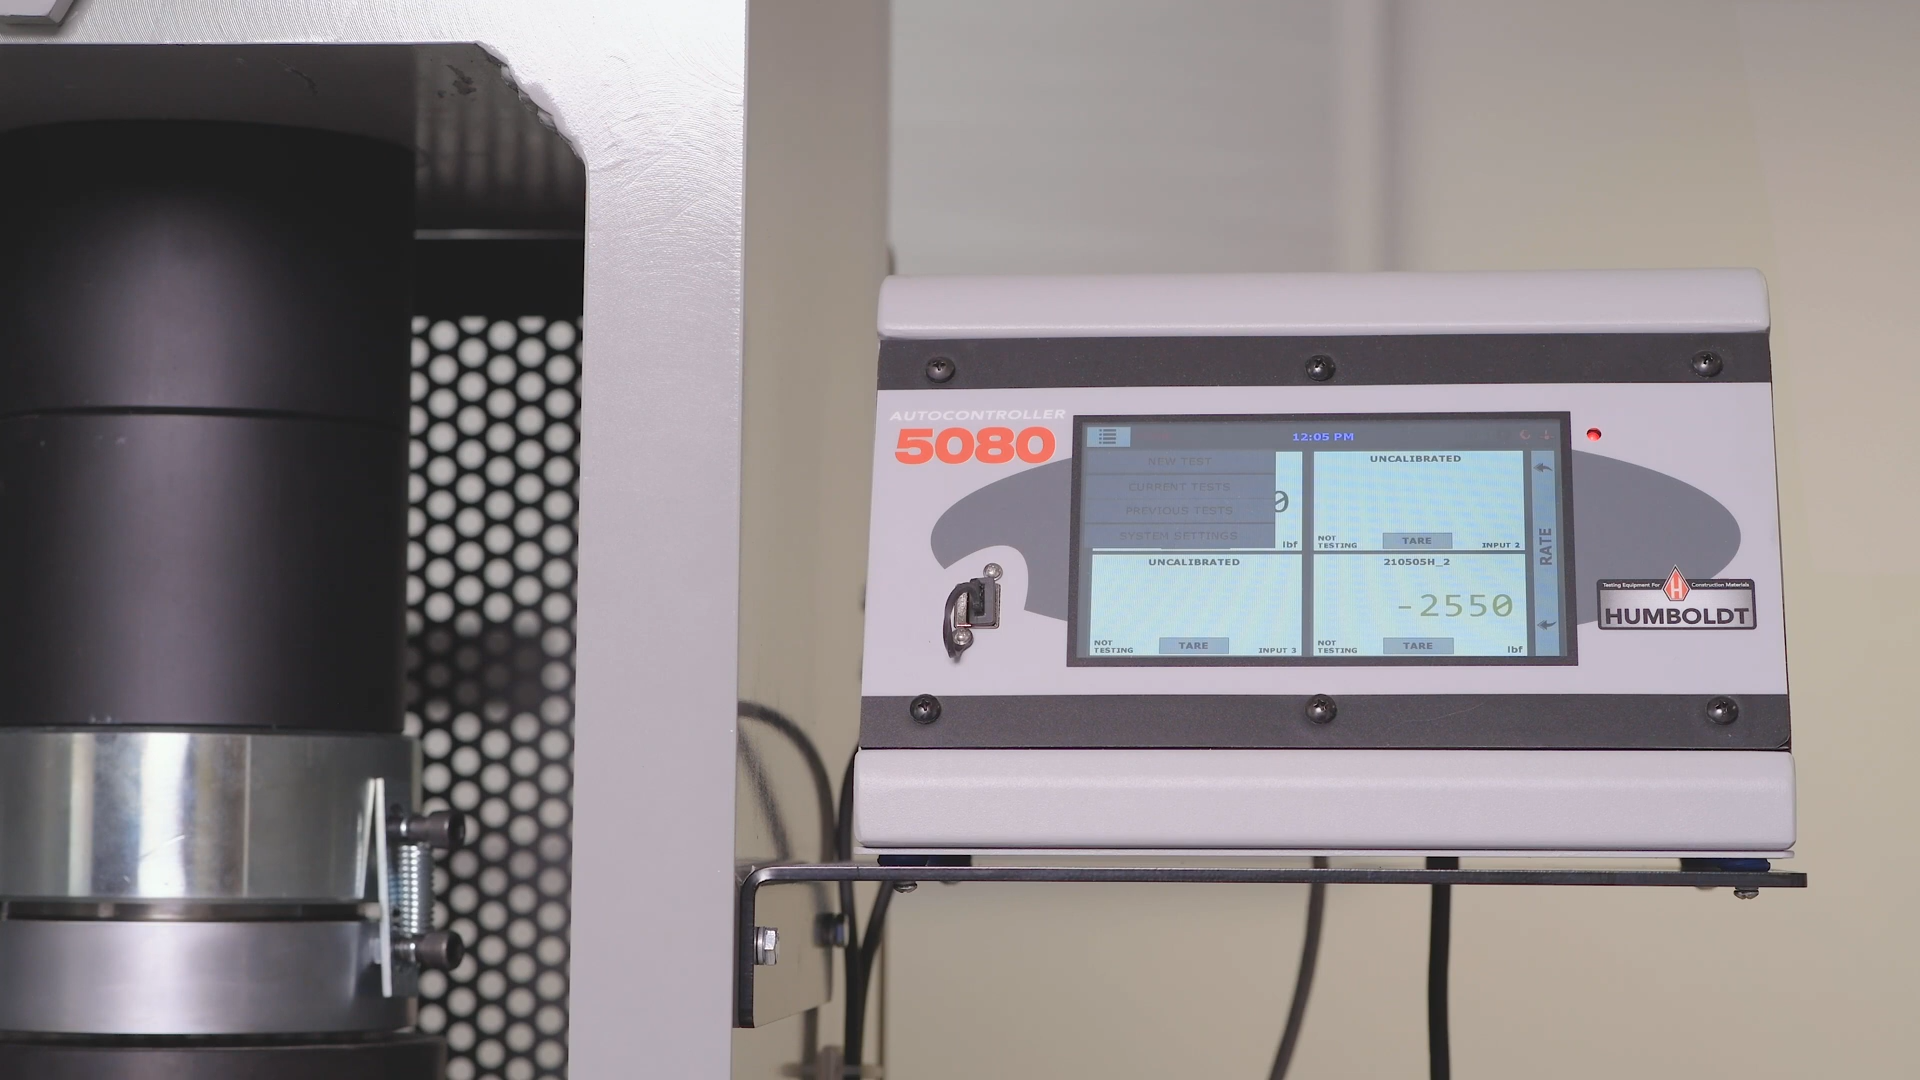 AUTOCONTROLLER
5080
12:05 PM
NEW TEST
CURRENT TESTS
PREVIOUS TESTS
SYSTEM SETTINGS
0
lbf
UNCALIBRATED
NOT TESTING
TARE
INPUT 2
RATE
UNCALIBRATED
NOT TESTING
TARE
INPUT 3
210505H_2
-2550
NOT TESTING
TARE
lbf
Testing Equipment For H Construction Materials
HUMBOLDT